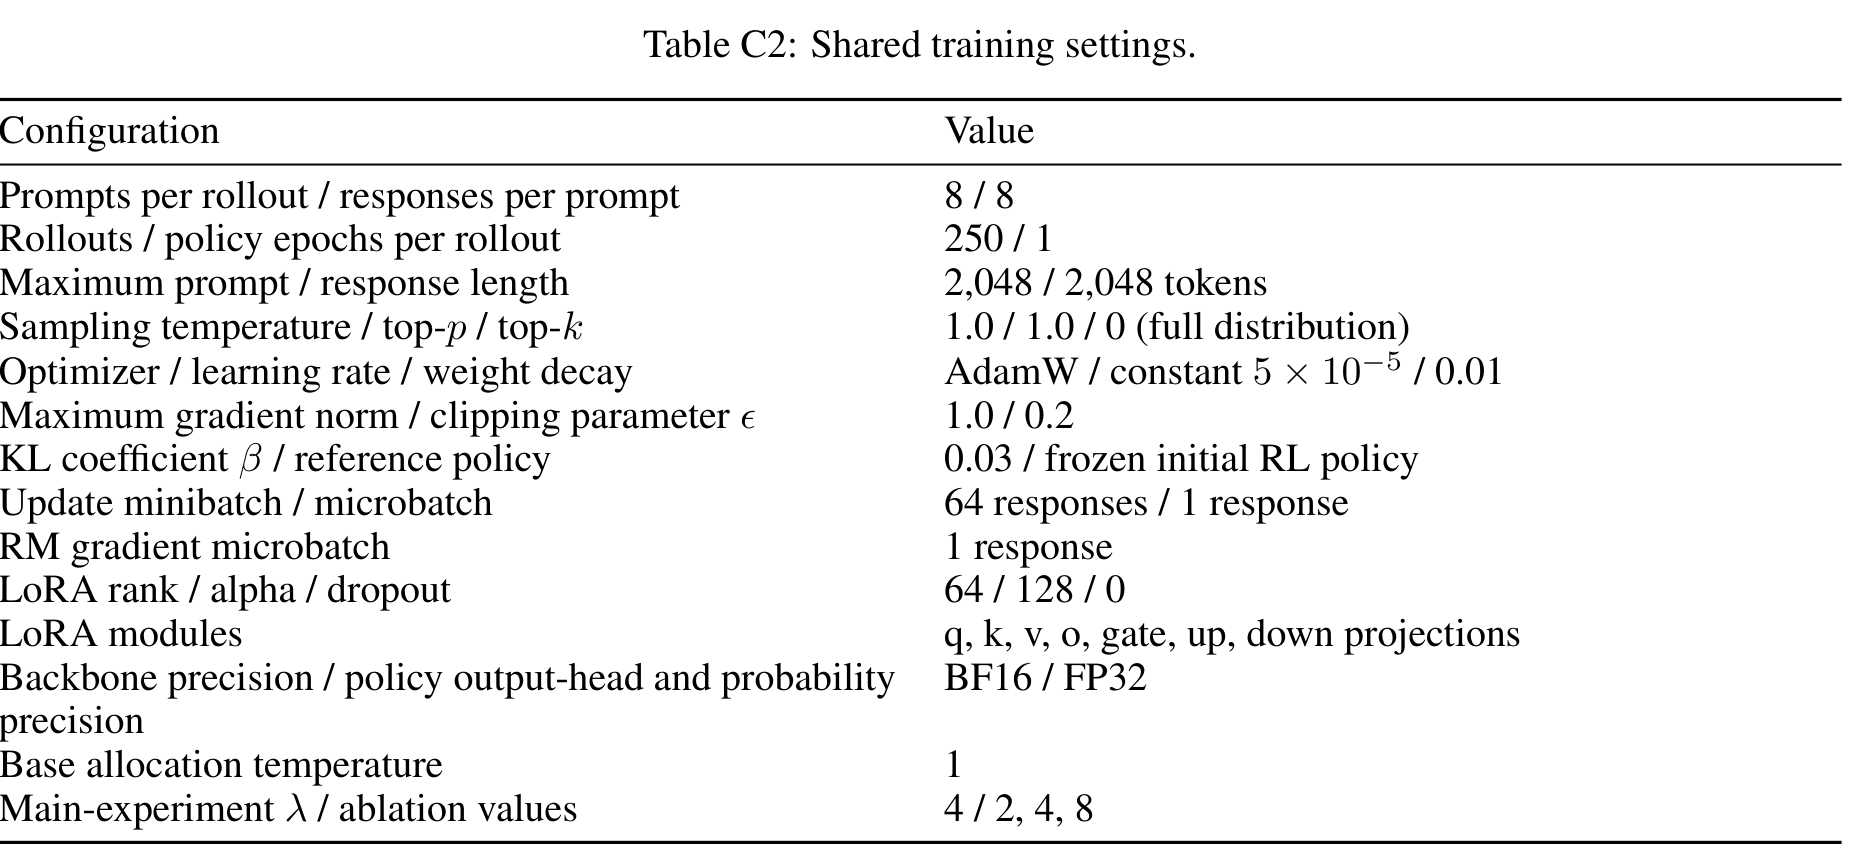 Table C2: Shared training settings.
Configuration Value
Prompts per rollout / responses per prompt 8 / 8
Rollouts / policy epochs per rollout 250 / 1
Maximum prompt / response length 2,048 / 2,048 tokens
Sampling temperature / top-p / top-k 1.0 / 1.0 / 0 (full distribution)
Optimizer / learning rate / weight decay AdamW / constant 5 × 10⁻⁵ / 0.01
Maximum gradient norm / clipping parameter ϵ 1.0 / 0.2
KL coefficient β / reference policy 0.03 / frozen initial RL policy
Update minibatch / microbatch 64 responses / 1 response
RM gradient microbatch 1 response
LoRA rank / alpha / dropout 64 / 128 / 0
LoRA modules q, k, v, o, gate, up, down projections
Backbone precision / policy output-head and probability BF16 / FP32
precision
Base allocation temperature 1
Main-experiment λ / ablation values 4 / 2, 4, 8